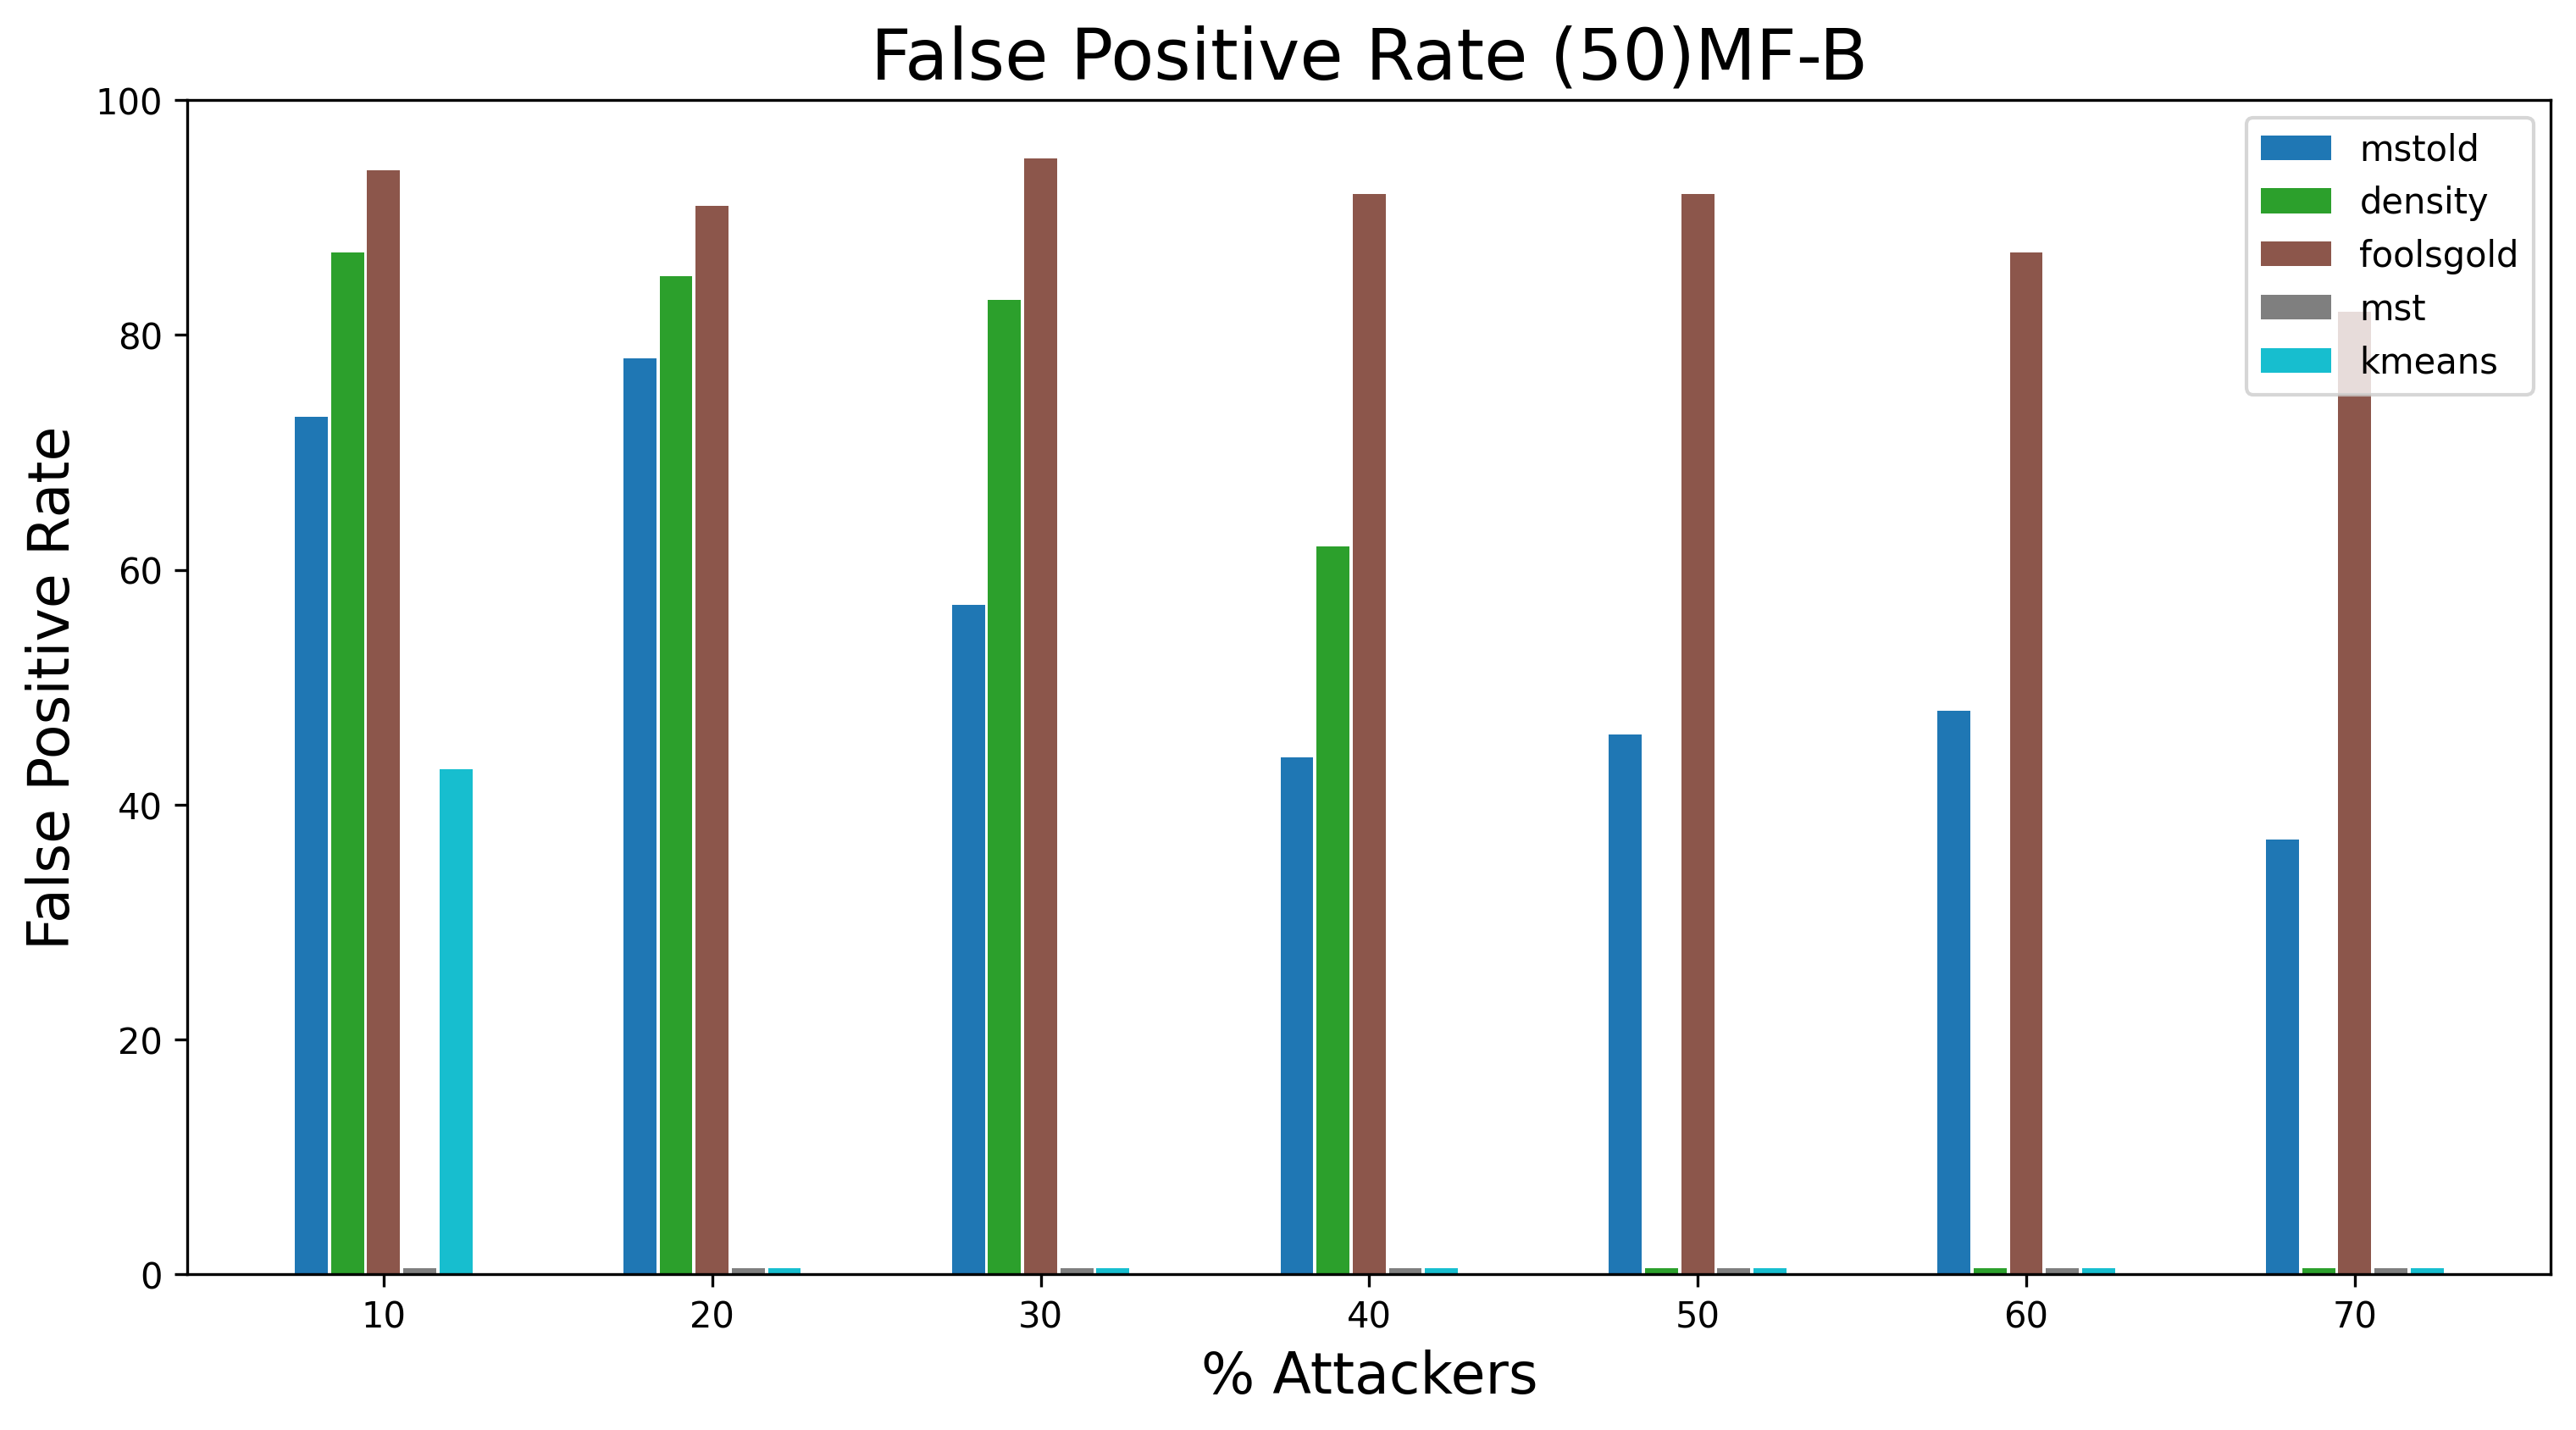 False Positive Rate (50)MF-B
False Positive Rate
100
80
60
40
20
0
mstold
density
foolsgold
mst
kmeans
10 20 30 40 50 60 70
% Attackers